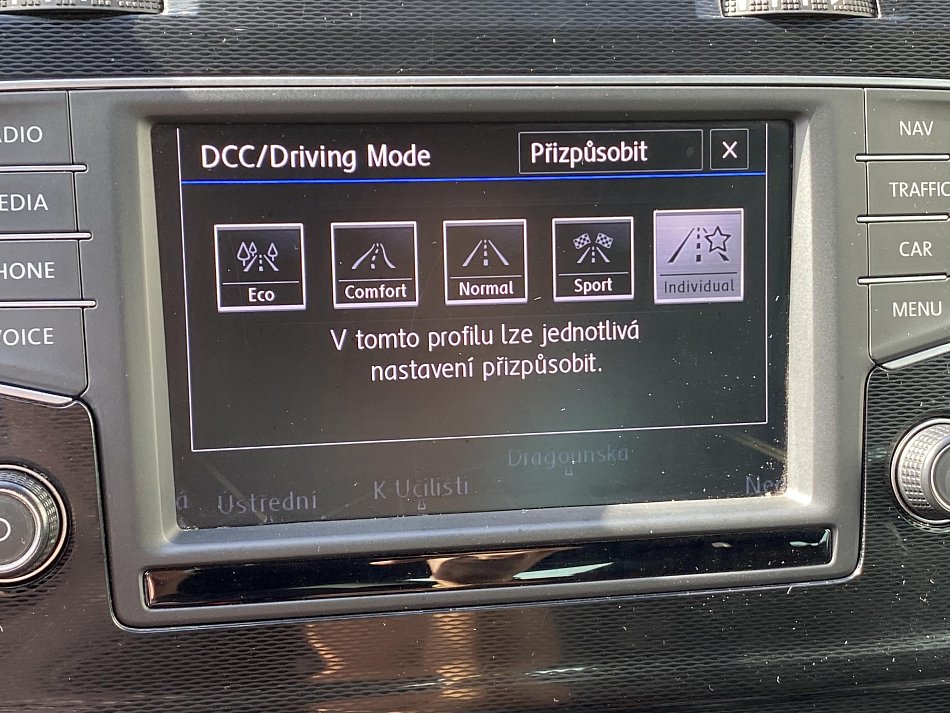 DCC/Driving Mode
Přizpůsobit
X
Eco
Comfort
Normal
Sport
Individual
V tomto profilu lze jednotlivá
nastavení přizpůsobit.
Dragounská
K Učilišti
Ústřední
ADIO
EDIA
HONE
VOICE
NAV
TRAFFIC
CAR
MENU